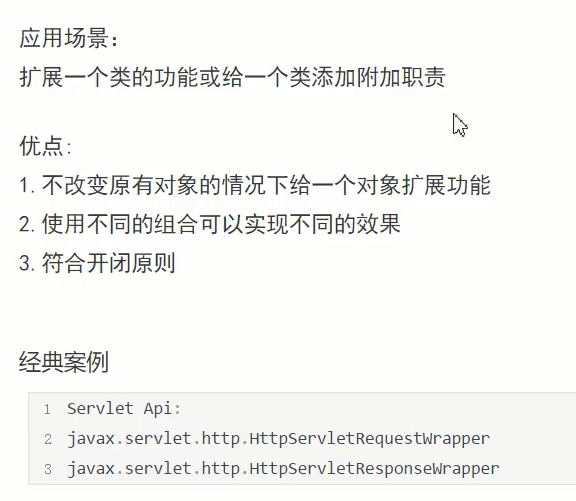 应用场景:
扩展一个类的功能或给一个类添加附加职责
优点:
1.不改变原有对象的情况下给一个对象扩展功能
2.使用不同的组合可以实现不同的效果
3.符合开闭原则
经典案例
1 Servlet Api:
2 javax.servlet.http.HttpServletRequestWrapper
3 javax.servlet.http.HttpServletResponseWrapper